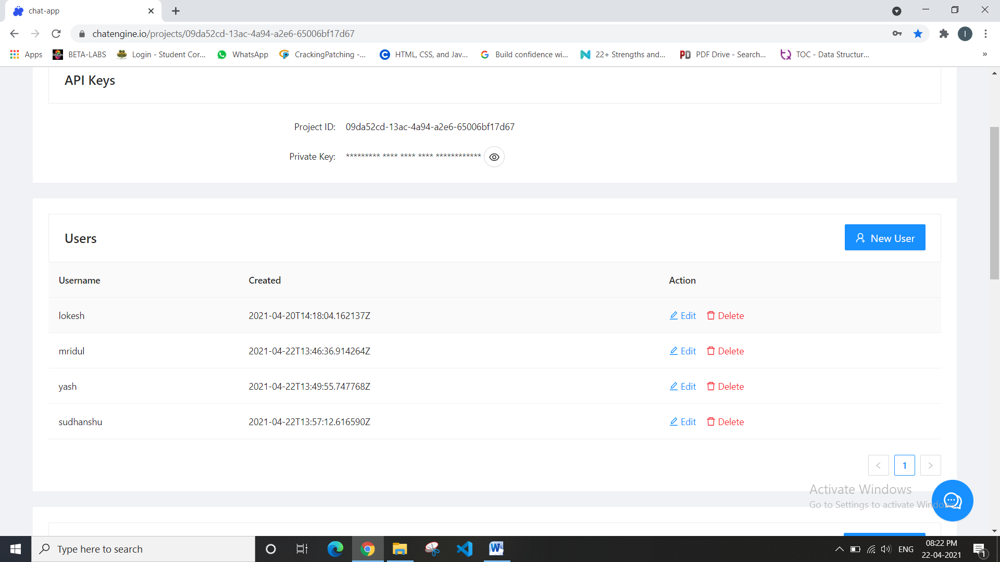 chat-app
chatengine.io/projects/09da52cd-13ac-4a94-a2e6-65006bf17d67
I
Apps BETA-LABS Login - Student Cor... WhatsApp CrackingPatching -... HTML, CSS, and Jav... Build confidence wi... 22+ Strengths and... PDF Drive - Search... TOC - Data Structur... »
API Keys
Project ID: 09da52cd-13ac-4a94-a2e6-65006bf17d67
Private Key: ********* **** **** **** ************
Users
New User
Username Created Action
lokesh 2021-04-20T14:18:04.162137Z Edit Delete
mridul 2021-04-22T13:46:36.914264Z Edit Delete
yash 2021-04-22T13:49:55.747768Z Edit Delete
sudhanshu 2021-04-22T13:57:12.616590Z Edit Delete
< 1 >
Activate Windows
Go to Settings to activate Windows.
Type here to search
ENG
08:22 PM
22-04-2021
1